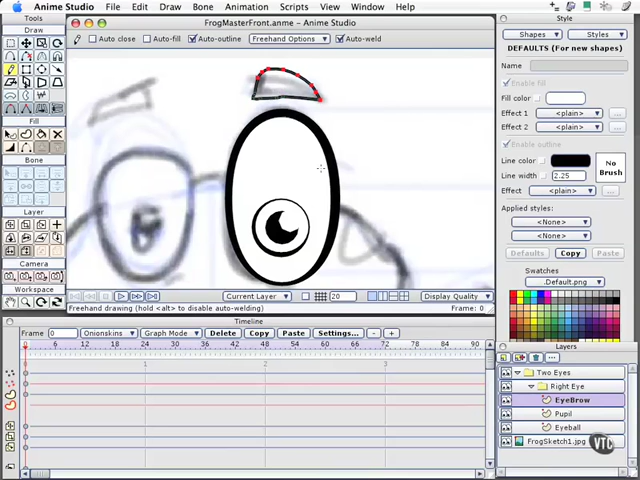 Anime Studio File Edit Draw Bone Animation Scripts View Window Help
FrogMasterFront.anme - Anime Studio
Tools
Draw
Fill
Bone
Layer
Camera
Workspace
Auto close Auto-fill Auto-outline Freehand Options Auto-weld
Current Layer 20 Display Quality
Freehand drawing (hold <alt> to disable auto-welding) Frame: 0
Style
Shapes Styles
DEFAULTS (For new shapes)
Name
Enable fill
Fill color
Effect 1 <plain>
Effect 2 <plain>
Enable outline
Line color
Line width 2.25
No Brush
Effect <plain>
Applied styles:
<None>
<None>
Defaults Copy Paste
Swatches
.Default.png
Layers
Two Eyes
Right Eye
EyeBrow
Pupil
Eyeball
FrogSketch1.jpg
VTC
Timeline
Frame 0 Onionskins Graph Mode Delete Copy Paste Settings... - +
0 6 12 18 24 30 36 42 48 54 60 66 72 78 84 90
0 1 2 3